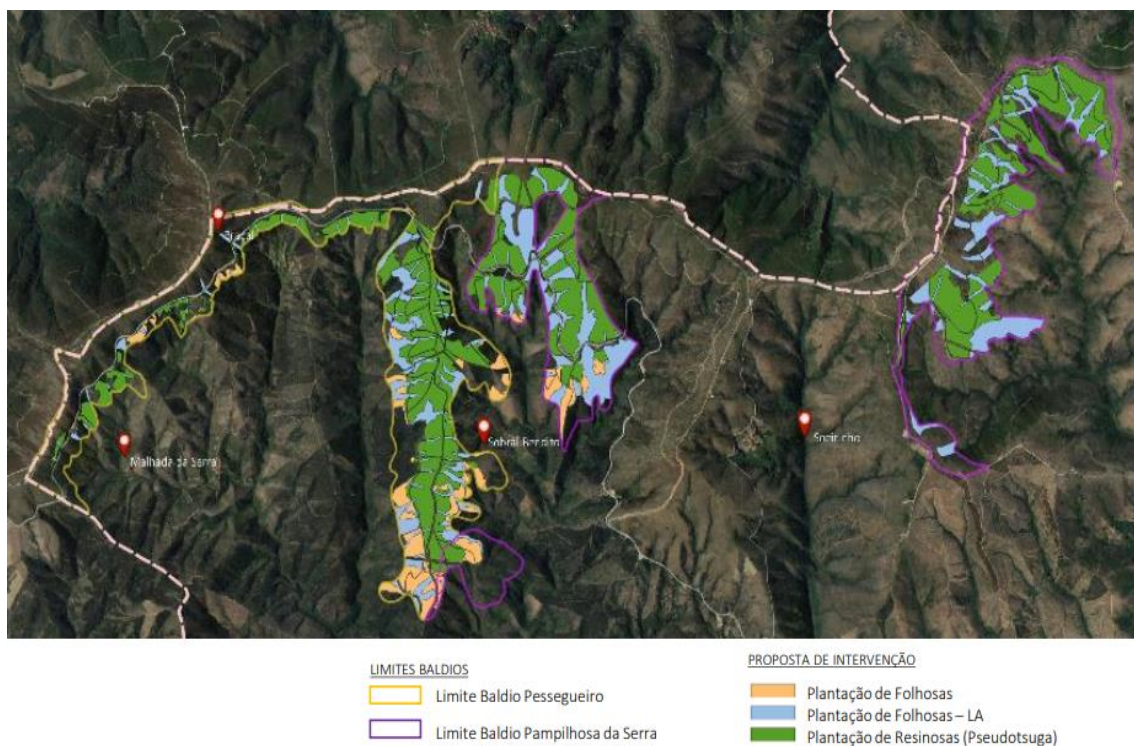 Malhada da Serra
Sobral Bendito
LIMITES BALDIOS
Limite Baldio Pessegueiro
Limite Baldio Pampilhosa da Serra
PROPOSTA DE INTERVENÇÃO
Plantação de Folhosas
Plantação de Folhosas – LA
Plantação de Resinosas (Pseudotsuga)